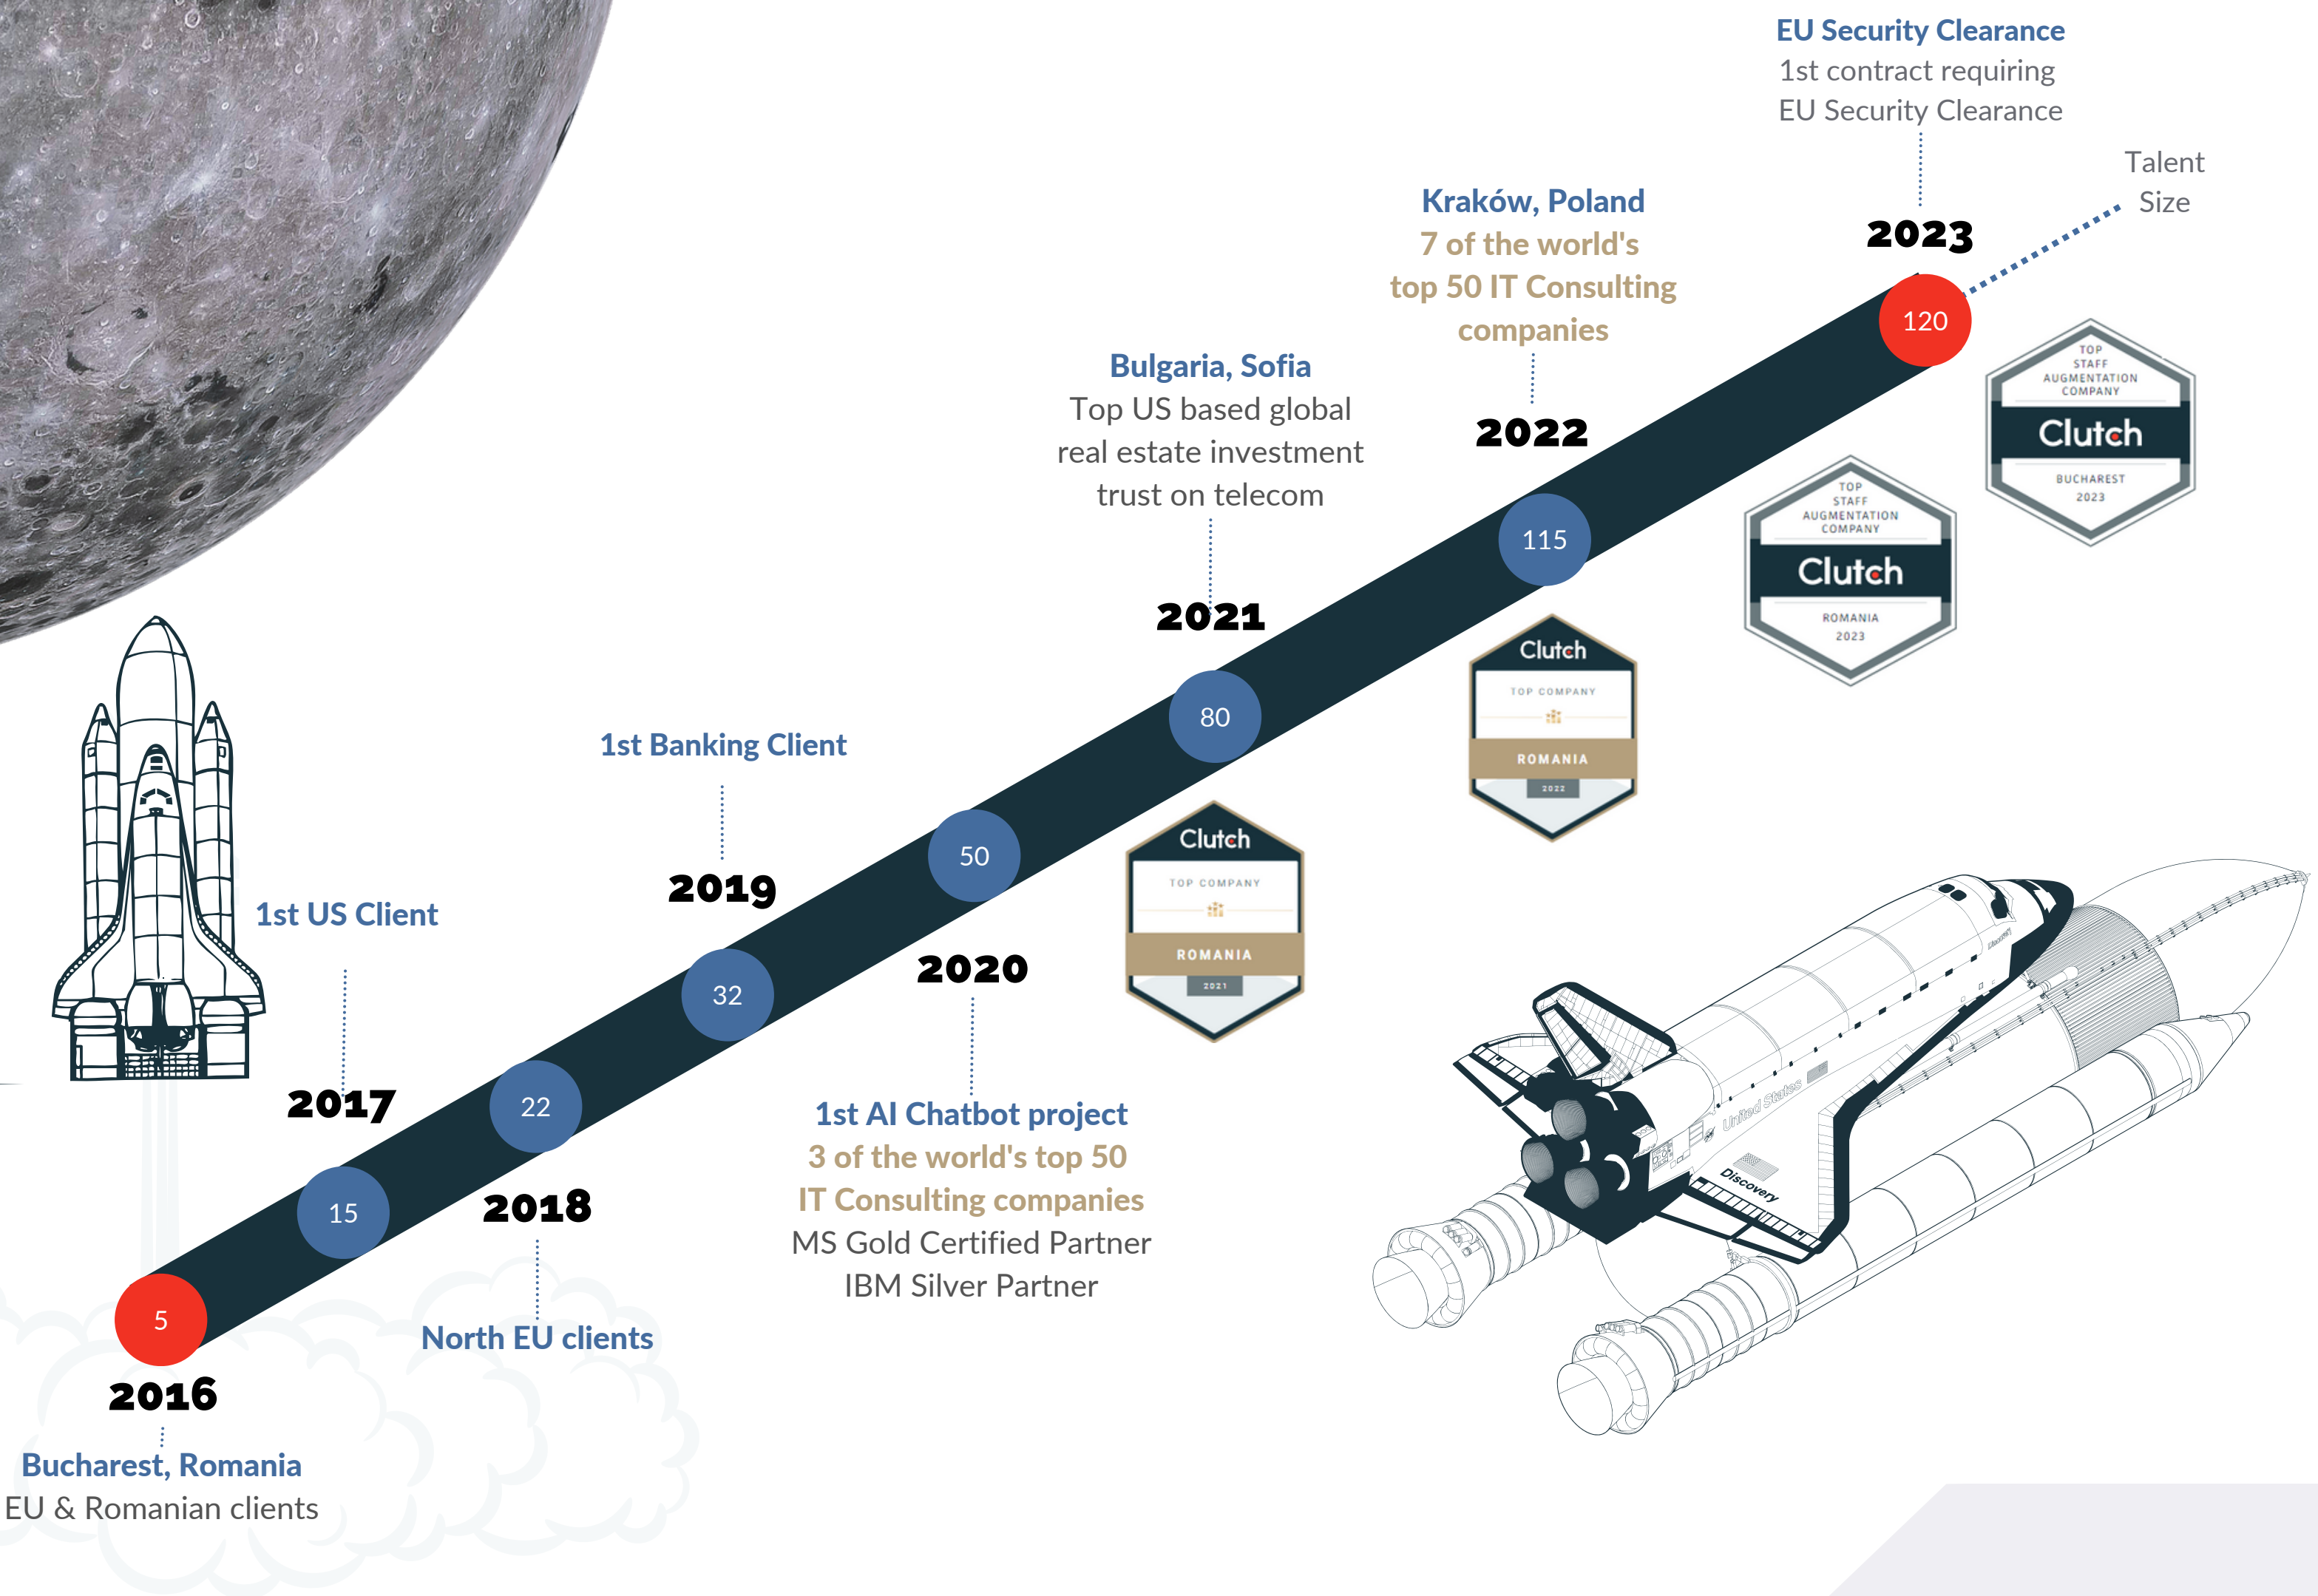 EU Security Clearance
1st contract requiring
EU Security Clearance
Talent
Size
2023
120
Kraków, Poland
7 of the world's
top 50 IT Consulting
companies
2022
115
Bulgaria, Sofia
Top US based global
real estate investment
trust on telecom
2021
80
TOP
STAFF
AUGMENTATION
COMPANY
Clutch
BUCHAREST
2023
TOP
STAFF
AUGMENTATION
COMPANY
Clutch
ROMANIA
2023
Clutch
TOP COMPANY
ROMANIA
2022
Clutch
TOP COMPANY
ROMANIA
2021
1st Banking Client
2019
32
50
2020
1st AI Chatbot project
3 of the world's top 50
IT Consulting companies
MS Gold Certified Partner
IBM Silver Partner
1st US Client
2017
15
22
2018
North EU clients
5
2016
Bucharest, Romania
EU & Romanian clients
United States
Discovery